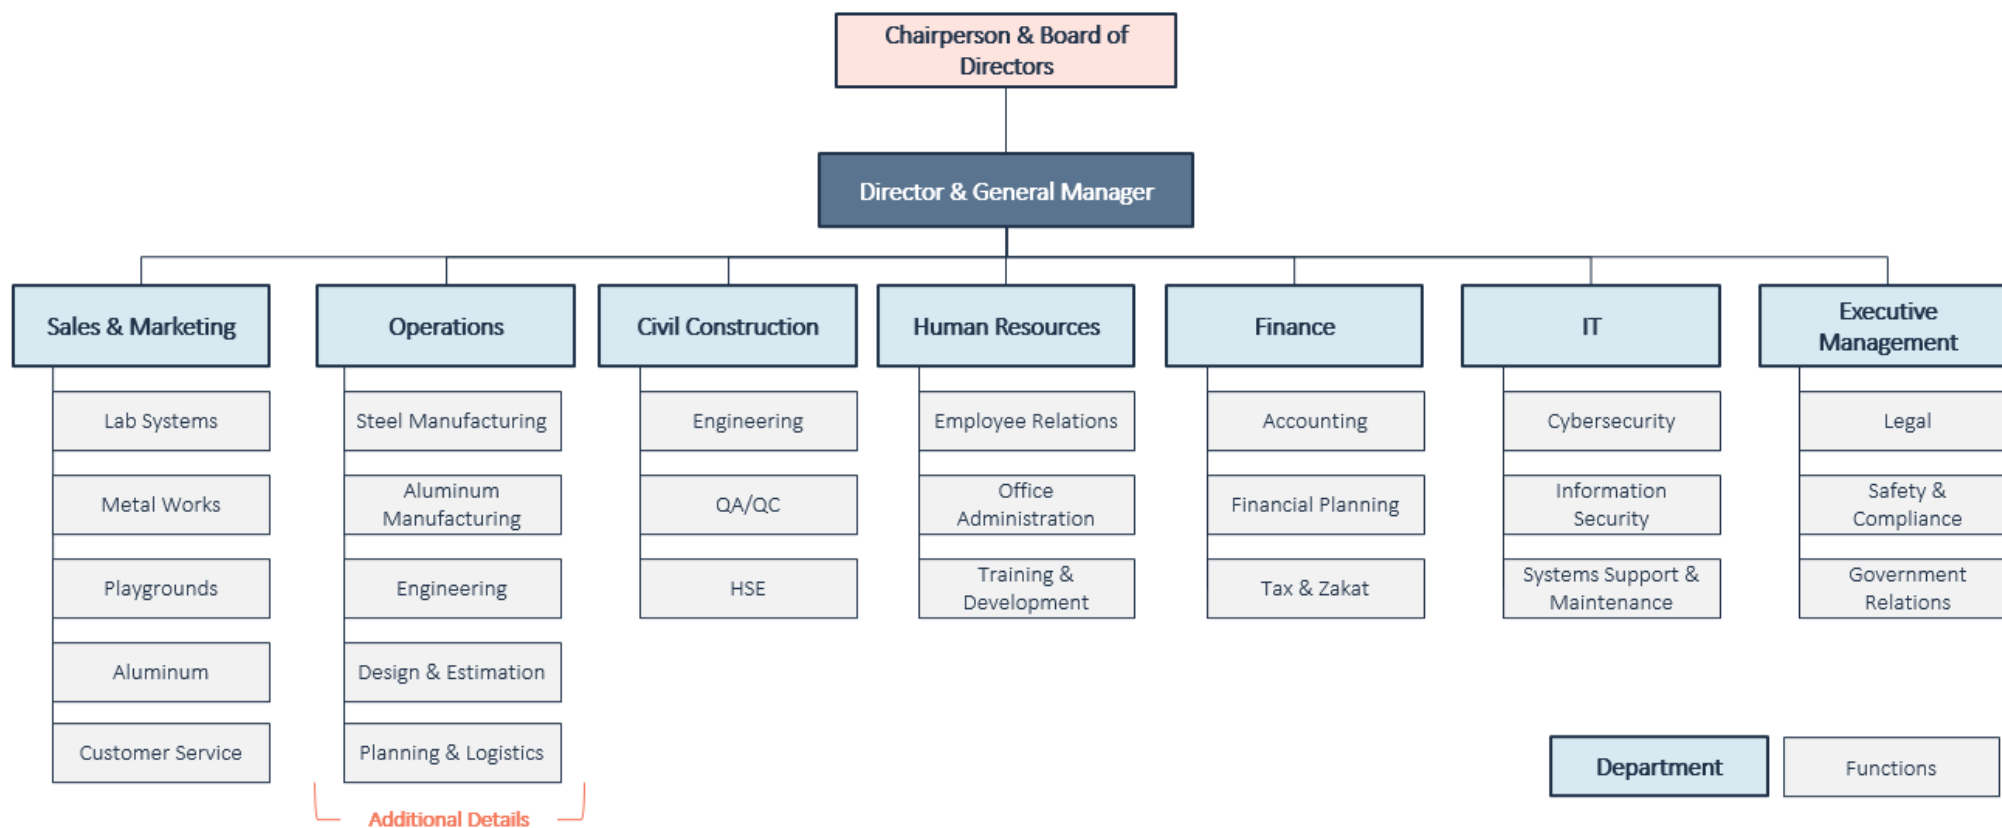 Chairperson & Board of
Directors
Director & General Manager
Sales & Marketing
Operations
Civil Construction
Human Resources
Finance
IT
Executive
Management
Lab Systems
Metal Works
Playgrounds
Aluminum
Customer Service
Steel Manufacturing
Aluminum
Manufacturing
Engineering
Design & Estimation
Planning & Logistics
Additional Details
Engineering
QA/QC
HSE
Employee Relations
Office
Administration
Training &
Development
Accounting
Financial Planning
Tax & Zakat
Cybersecurity
Information
Security
Systems Support &
Maintenance
Legal
Safety &
Compliance
Government
Relations
Department
Functions